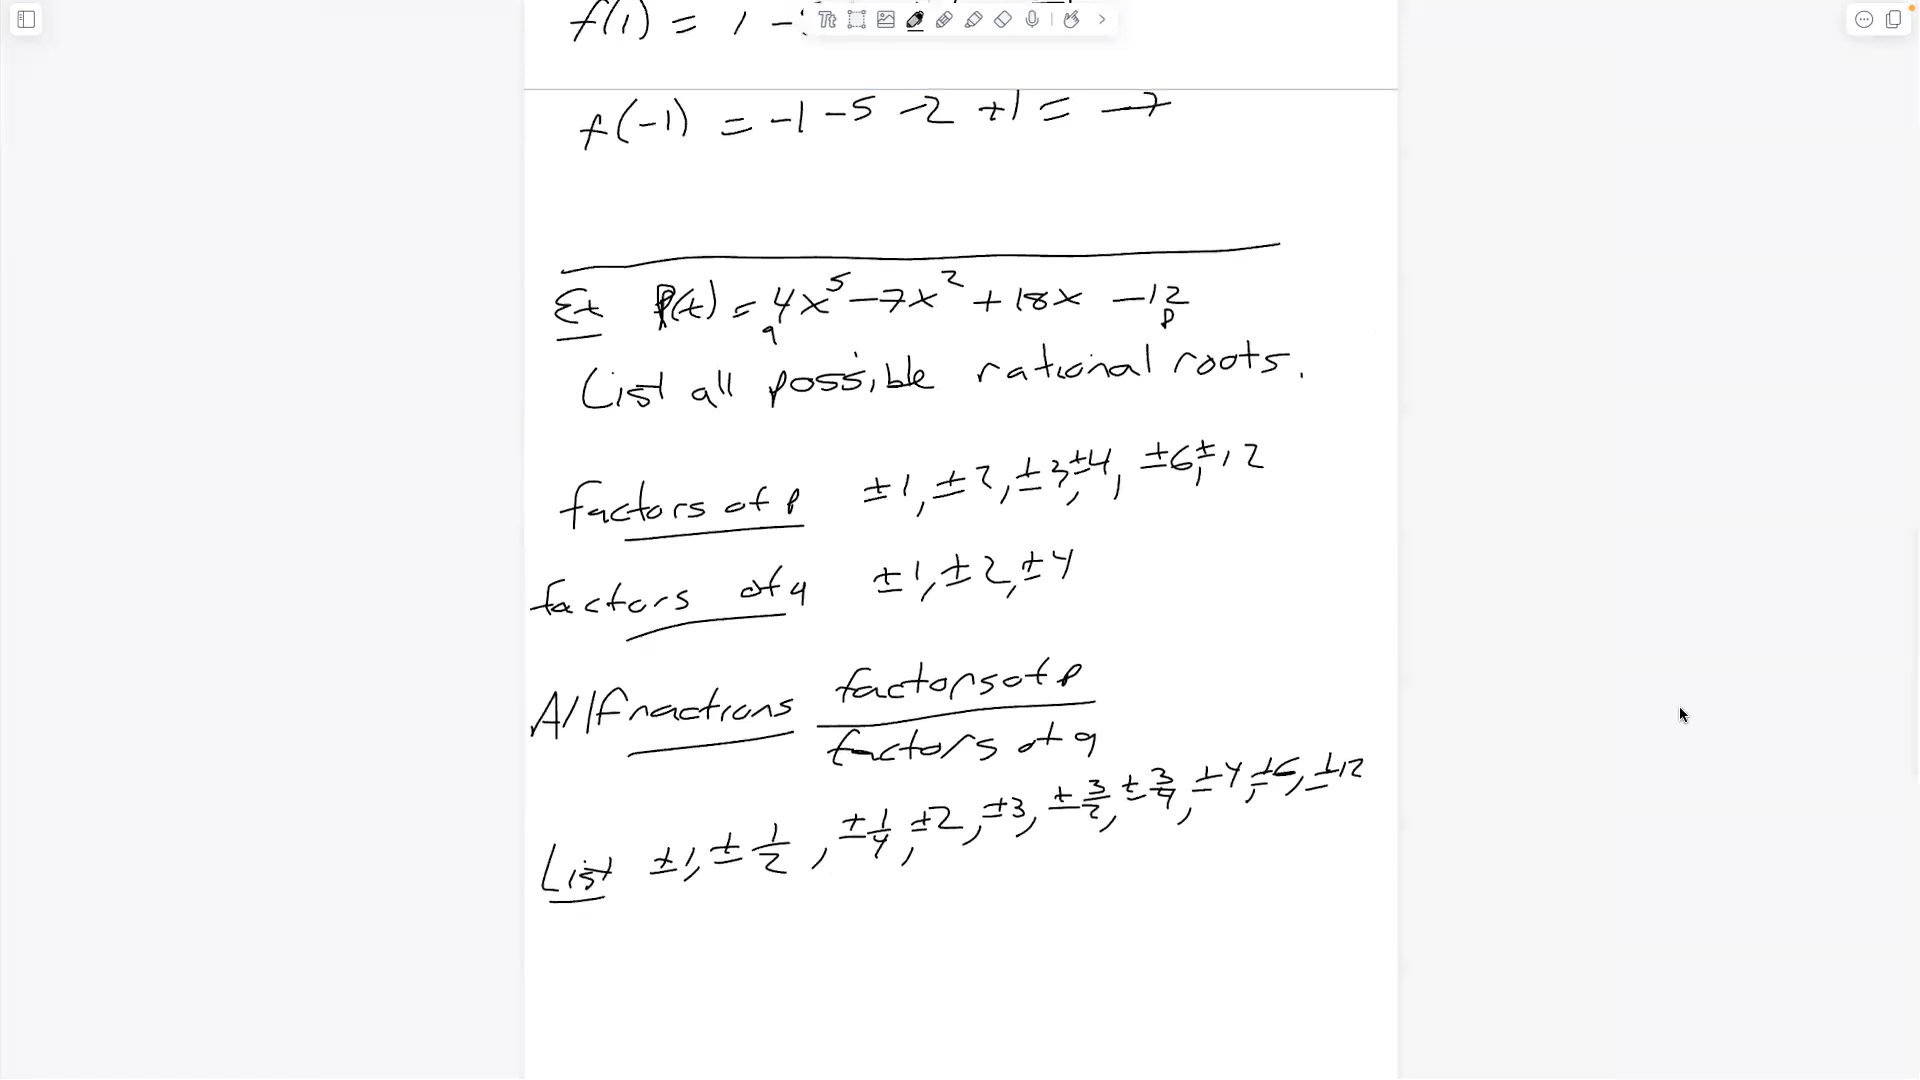 f(1) = 1 -
f(-1) = -1 -5 -2 +1 = -7
Ex P(t) = 4x⁵ -7x² + 18x -12
q p
List all possible rational roots.
factors of p ±1, ±2, ±3, ±4, ±6, ±12
factors of q ±1, ±2, ±4
All fractions factors of p / factors of q
List ±1, ± 1/2, ± 1/4, ±2, ±3, ± 3/2, ± 3/4, ±4, ±6, ±12